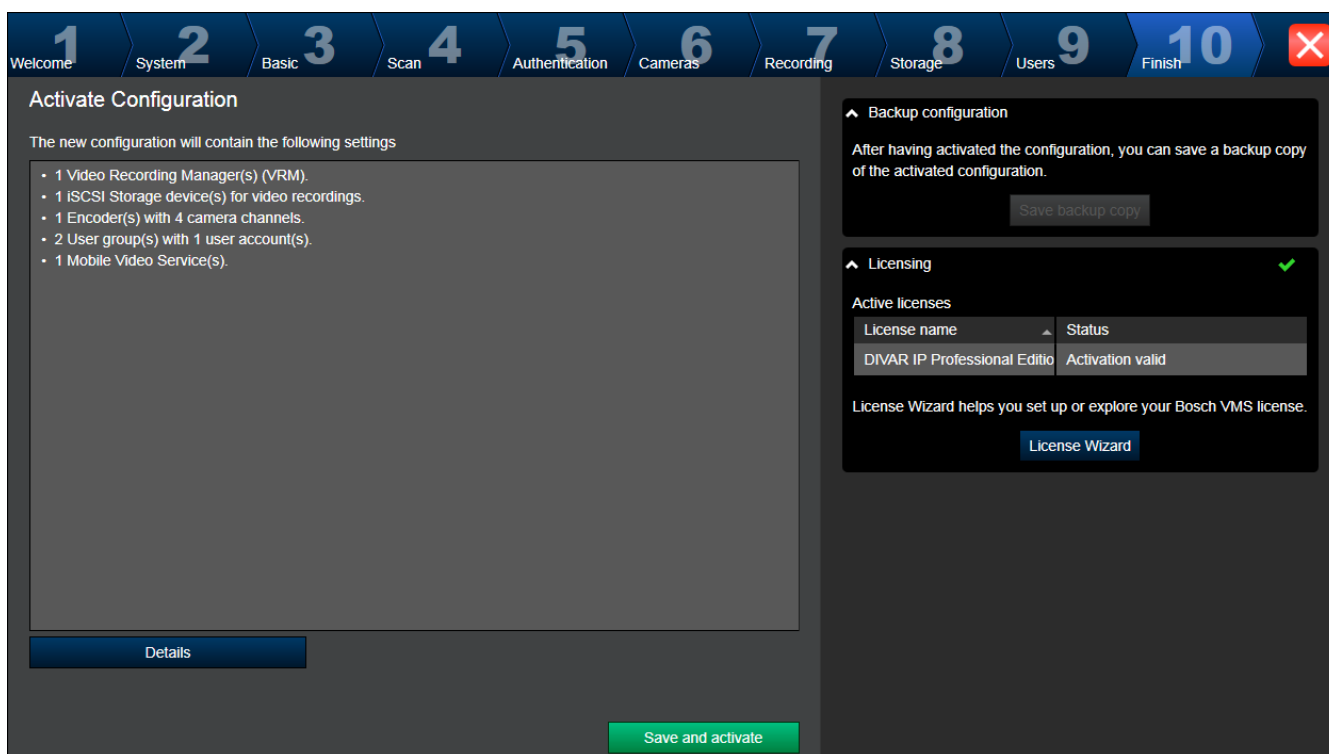 1 Welcome
2 System
3 Basic
4 Scan
5 Authentication
6 Cameras
7 Recording
8 Storage
9 Users
10 Finish
Activate Configuration
The new configuration will contain the following settings
• 1 Video Recording Manager(s) (VRM).
• 1 iSCSI Storage device(s) for video recordings.
• 1 Encoder(s) with 4 camera channels.
• 2 User group(s) with 1 user account(s).
• 1 Mobile Video Service(s).
Details
Save and activate
Backup configuration
After having activated the configuration, you can save a backup copy
of the activated configuration.
Save backup copy
Licensing
Active licenses
License name Status
DIVAR IP Professional Editio Activation valid
License Wizard helps you set up or explore your Bosch VMS license.
License Wizard